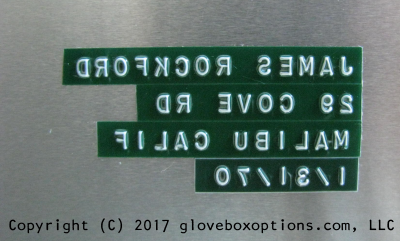 JAMES ROCKFORD
29 COVE RD
MALIBU CALIF
1/31/70
Copyright (C) 2017 gloveboxoptions.com, LLC